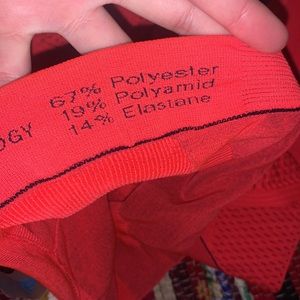 OGY
67% Polyester
19% Polyamid
14% Elastane